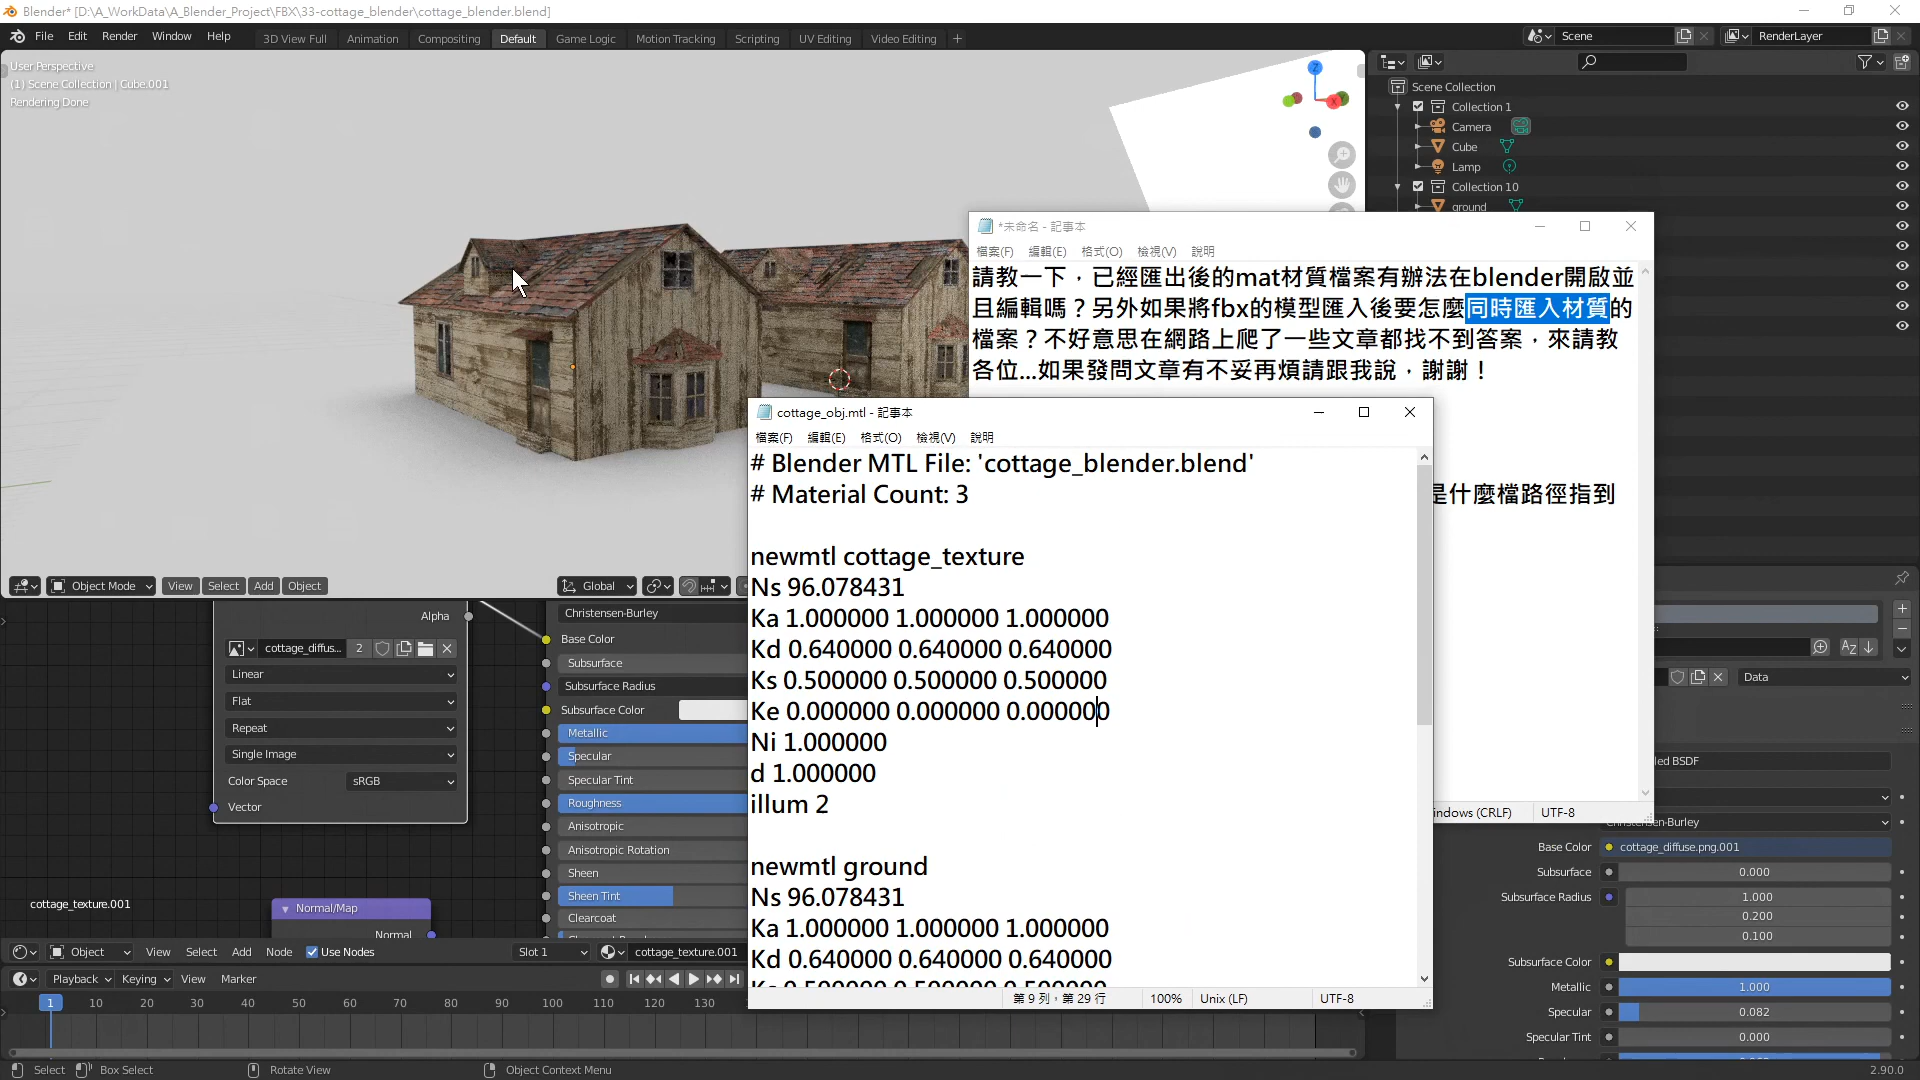 Blender* [D:\A_WorkData\A_Blender_Project\FBX\33-cottage_blender\cottage_blender.blend]
File Edit Render Window Help 3D View Full Animation Compositing Default Game Logic Motion Tracking Scripting UV Editing Video Editing + Scene RenderLayer
User Perspective
(1) Scene Collection | Cube.001
Rendering Done
Z
X
Scene Collection
Collection 1
Camera
Cube
Lamp
Collection 10
ground
*未命名 - 記事本
檔案(F) 編輯(E) 格式(O) 檢視(V) 說明
請教一下，已經匯出後的mat材質檔案有辦法在blender開啟並
且編輯嗎？另外如果將fbx的模型匯入後要怎麼同時匯入材質的
檔案？不好意思在網路上爬了一些文章都找不到答案，來請教
各位...如果發問文章有不妥再煩請跟我說，謝謝！
是什麼檔路徑指到
indows (CRLF) UTF-8
cottage_obj.mtl - 記事本
檔案(F) 編輯(E) 格式(O) 檢視(V) 說明
# Blender MTL File: 'cottage_blender.blend'
# Material Count: 3
newmtl cottage_texture
Ns 96.078431
Ka 1.000000 1.000000 1.000000
Kd 0.640000 0.640000 0.640000
Ks 0.500000 0.500000 0.500000
Ke 0.000000 0.000000 0.000000
Ni 1.000000
d 1.000000
illum 2
newmtl ground
Ns 96.078431
Ka 1.000000 1.000000 1.000000
Kd 0.640000 0.640000 0.640000
Ks 0.500000 0.500000 0.500000
第 9 列，第 29 行 100% Unix (LF) UTF-8
Object Mode View Select Add Object Global
Alpha
cottage_diffus... 2
Linear
Flat
Repeat
Single Image
Color Space sRGB
Vector
Christensen-Burley
Base Color
Subsurface
Subsurface Radius
Subsurface Color
Metallic
Specular
Specular Tint
Roughness
Anisotropic
Anisotropic Rotation
Sheen
Sheen Tint
Clearcoat
cottage_texture.001
Normal/Map
Normal
Object View Select Add Node Use Nodes Slot 1 cottage_texture.001
Playback Keying View Marker
1 10 20 30 40 50 60 70 80 90 100 110 120 130
Data
led BSDF
Christensen-Burley
Base Color cottage_diffuse.png.001
Subsurface 0.000
Subsurface Radius 1.000
0.200
0.100
Subsurface Color
Metallic 1.000
Specular 0.082
Specular Tint 0.000
Select Box Select Rotate View Object Context Menu 2.90.0